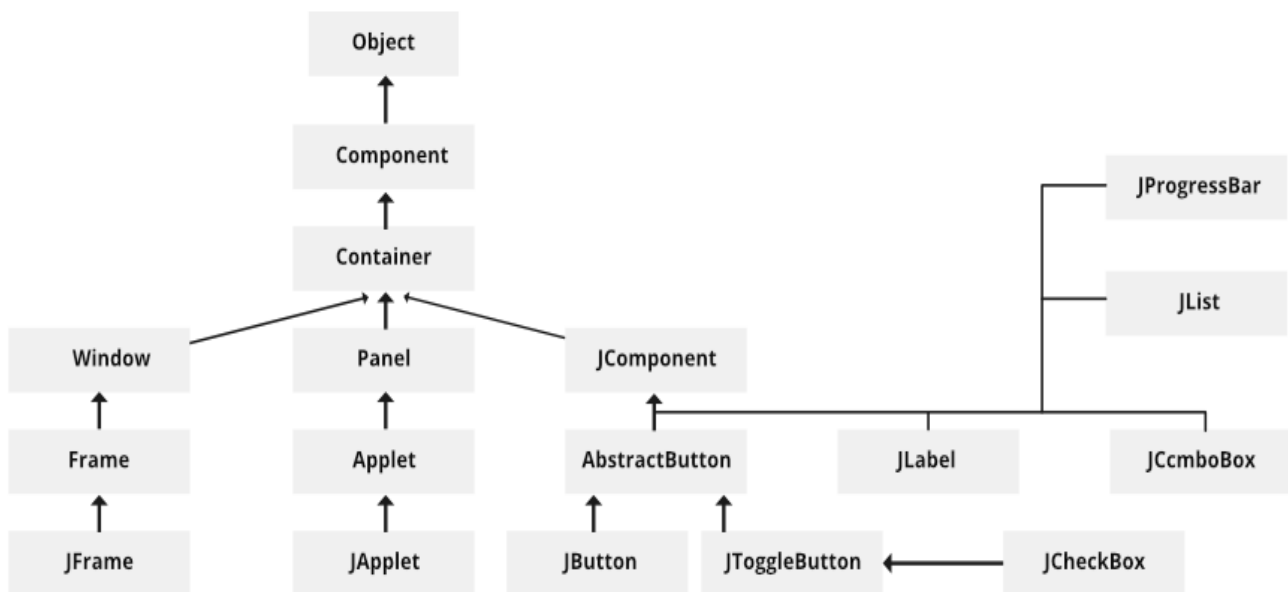 Object
Component
JProgressBar
Container
JList
Window
Panel
JComponent
Frame
Applet
AbstractButton
JLabel
JCcmboBox
JFrame
JApplet
JButton
JToggleButton
JCheckBox